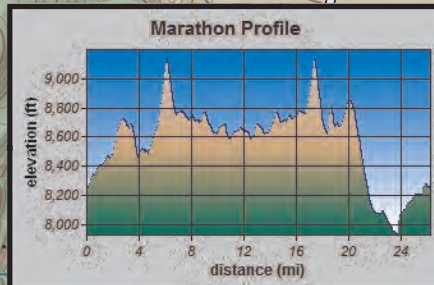 Marathon Profile
elevation (ft)
9,000
8,800
8,600
8,400
8,200
8,000
0 4 8 12 16 20 24
distance (mi)